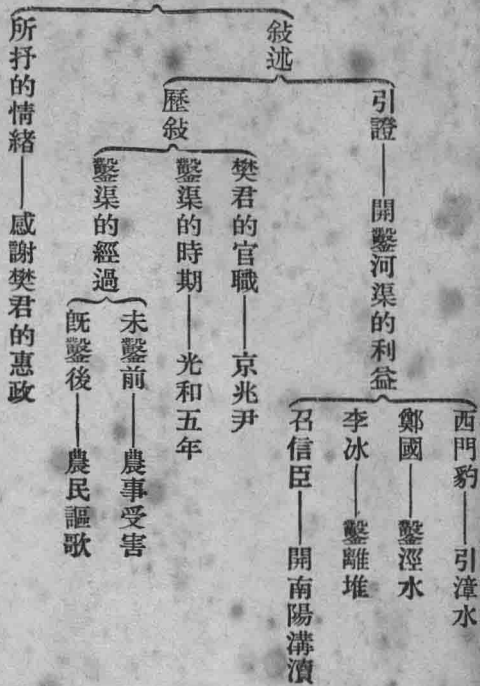 敍述
引證——開鑿河渠的利益
西門豹——引漳水
鄭國——鑿涇水
李冰——鑿離堆
召信臣——開南陽溝瀆
歷敍
樊君的官職——京兆尹
鑿渠的時期——光和五年
鑿渠的經過
未鑿前——農事受害
旣鑿後——農民謳歌
所抒的情緒——感謝樊君的惠政